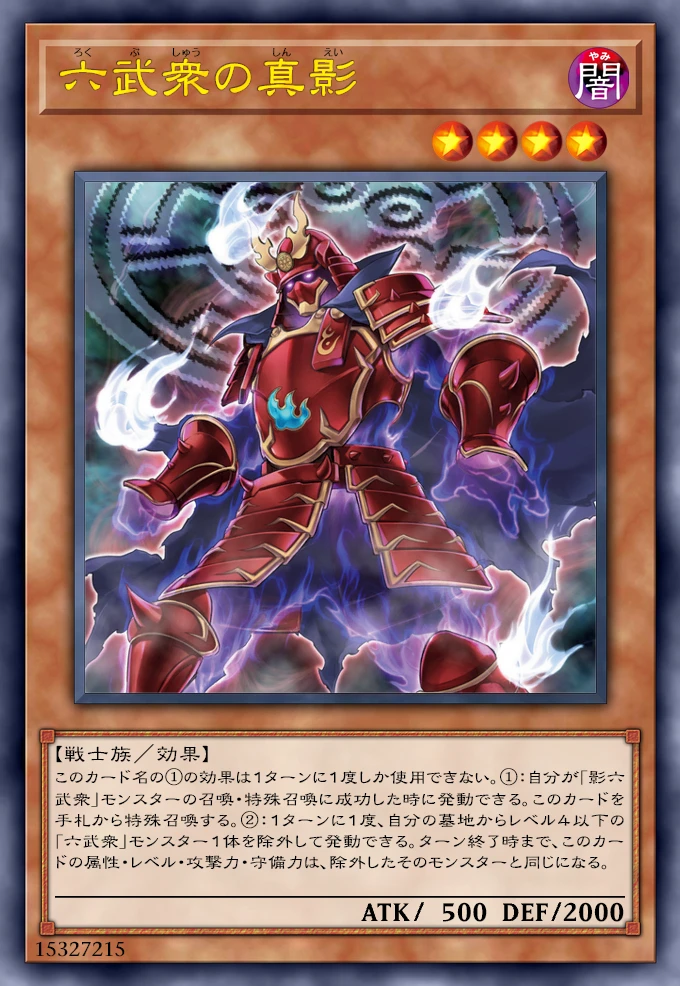 ろく ぶ しゅう しん えい
六武衆の真影
やみ
闇
【戦士族／効果】
このカード名の①の効果は1ターンに1度しか使用できない。①：自分が「影六
武衆」モンスターの召喚・特殊召喚に成功した時に発動できる。このカードを
手札から特殊召喚する。②：1ターンに1度、自分の墓地からレベル4以下の
「六武衆」モンスター1体を除外して発動できる。ターン終了時まで、このカー
ドの属性・レベル・攻撃力・守備力は、除外したそのモンスターと同じになる。
ATK/ 500 DEF/2000
15327215